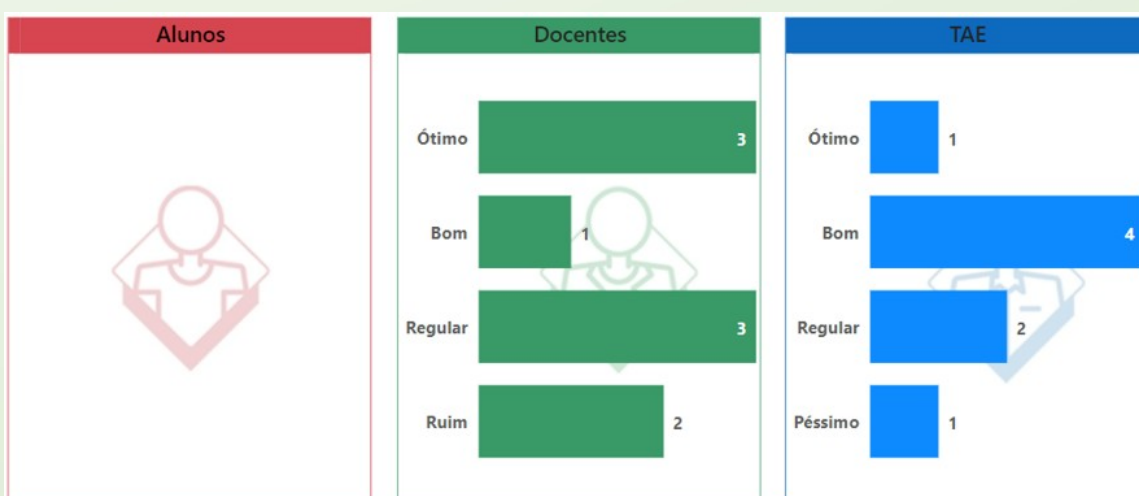 Alunos
Docentes
Ótimo 3
Bom 1
Regular 3
Ruim 2
TAE
Ótimo 1
Bom 4
Regular 2
Péssimo 1